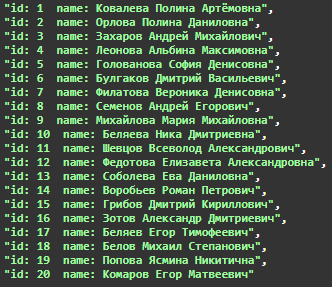 "id: 1  name: Ковалева Полина Артёмовна",
"id: 2  name: Орлова Полина Даниловна",
"id: 3  name: Захаров Андрей Михайлович",
"id: 4  name: Леонова Альбина Максимовна",
"id: 5  name: Голованова София Денисовна",
"id: 6  name: Булгаков Дмитрий Васильевич",
"id: 7  name: Филатова Вероника Денисовна",
"id: 8  name: Семенов Андрей Егорович",
"id: 9  name: Михайлова Мария Михайловна",
"id: 10  name: Беляева Ника Дмитриевна",
"id: 11  name: Шевцов Всеволод Александрович",
"id: 12  name: Федотова Елизавета Александровна",
"id: 13  name: Соболева Ева Даниловна",
"id: 14  name: Воробьев Роман Петрович",
"id: 15  name: Грибов Дмитрий Кириллович",
"id: 16  name: Зотов Александр Дмитриевич",
"id: 17  name: Беляев Егор Тимофеевич",
"id: 18  name: Белов Михаил Степанович",
"id: 19  name: Попова Ясмина Никитична",
"id: 20  name: Комаров Егор Матвеевич"